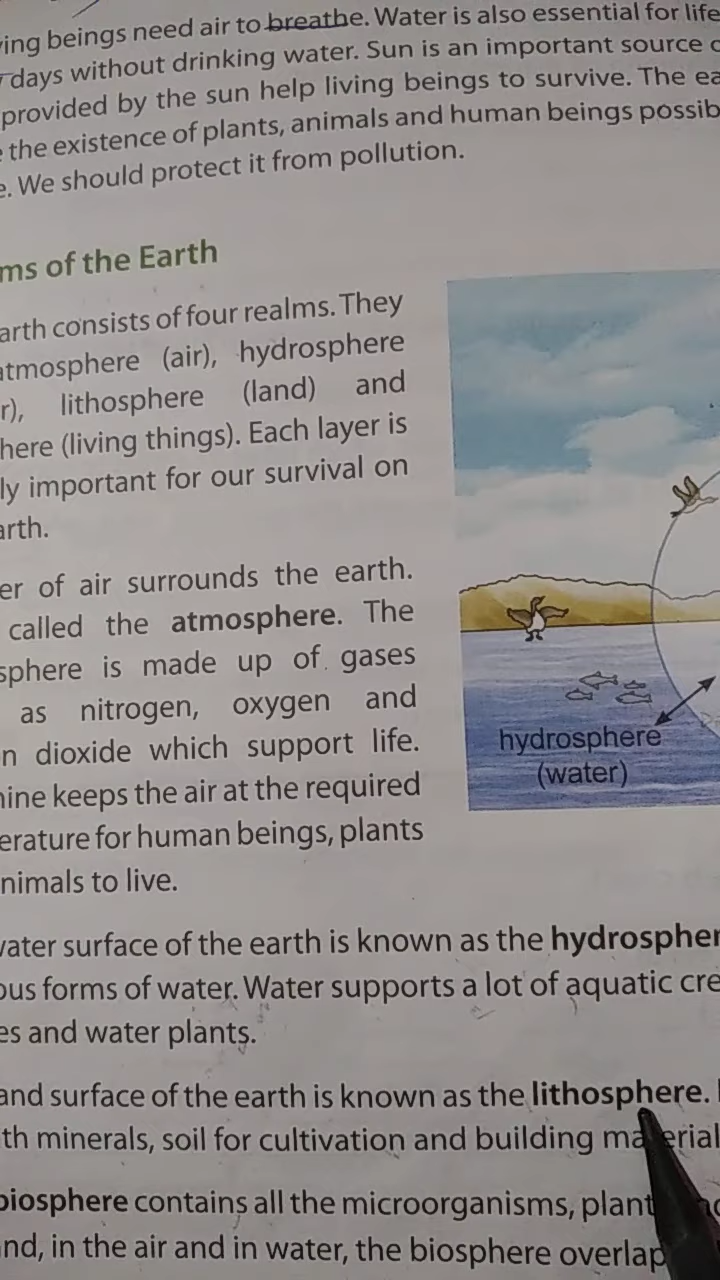 ing beings need air to breathe. Water is also essential for life
days without drinking water. Sun is an important source
provided by the sun help living beings to survive. The ea
the existence of plants, animals and human beings possib
e. We should protect it from pollution.
ms of the Earth
arth consists of four realms. They
atmosphere (air), hydrosphere
r), lithosphere (land) and
here (living things). Each layer is
ly important for our survival on
arth.
er of air surrounds the earth.
called the atmosphere. The
sphere is made up of gases
as nitrogen, oxygen and
n dioxide which support life.
hine keeps the air at the required
erature for human beings, plants
nimals to live.
hydrosphere
(water)
water surface of the earth is known as the hydrospher
ous forms of water. Water supports a lot of aquatic cre
es and water plants.
and surface of the earth is known as the lithosphere.
th minerals, soil for cultivation and building material
biosphere contains all the microorganisms, plant
nd, in the air and in water, the biosphere overlap